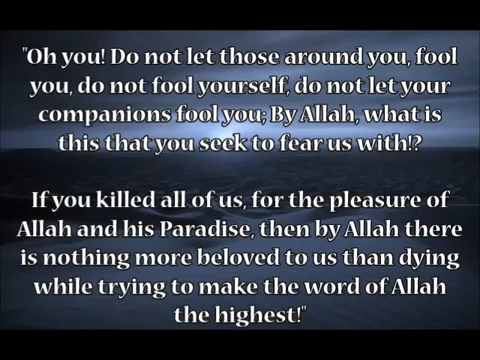 "Oh you! Do not let those around you, fool
you, do not fool yourself, do not let your
companions fool you; By Allah, what is
this that you seek to fear us with!?
If you killed all of us, for the pleasure of
Allah and his Paradise, then by Allah there
is nothing more beloved to us than dying
while trying to make the word of Allah
the highest!"